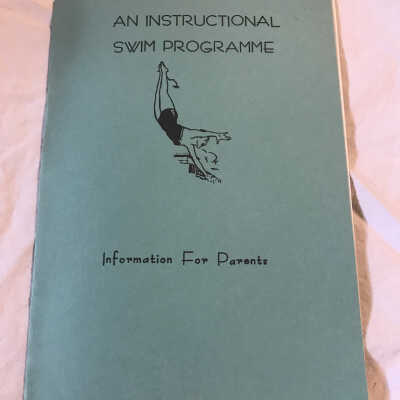 AN INSTRUCTIONAL
SWIM PROGRAMME
Information For Parents